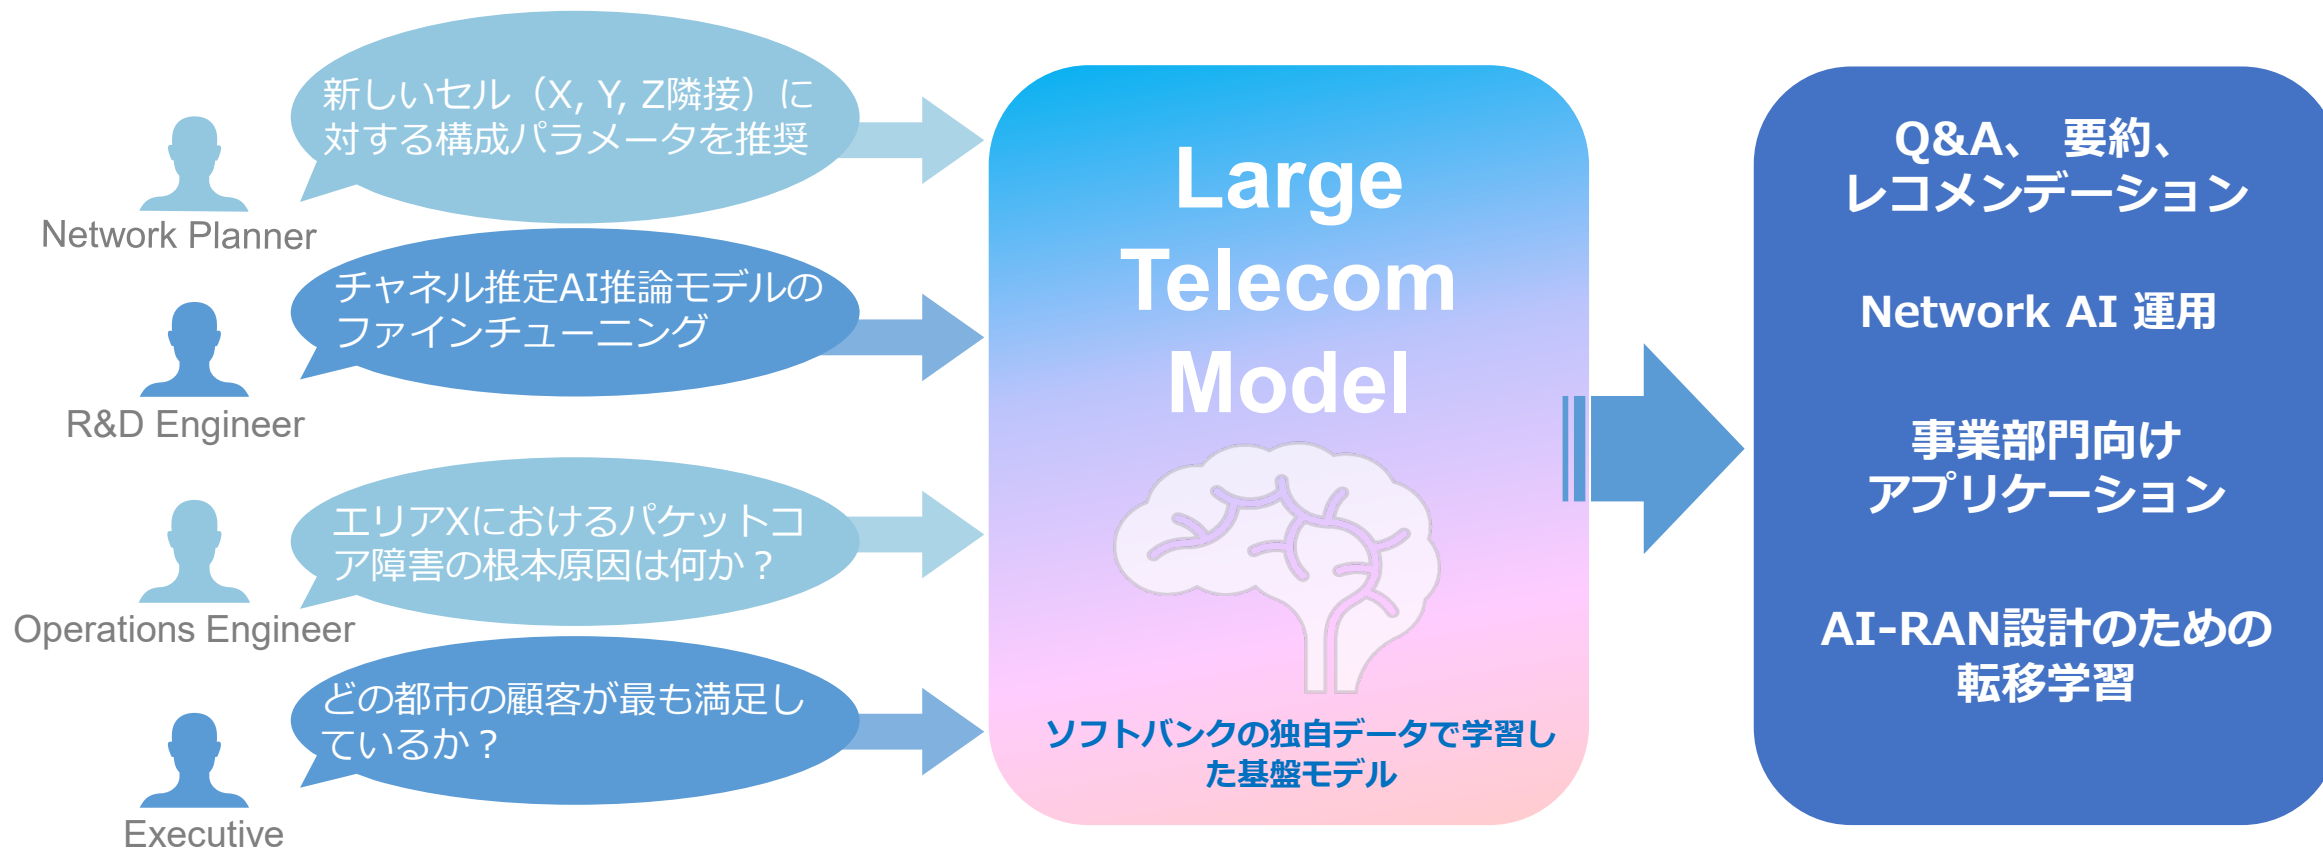 新しいセル（X, Y, Z隣接）に
対する構成パラメータを推奨
Network Planner
チャネル推定AI推論モデルの
ファインチューニング
R&D Engineer
エリアXにおけるパケットコ
ア障害の根本原因は何か？
Operations Engineer
どの都市の顧客が最も満足し
ているか？
Executive
Large
Telecom
Model
ソフトバンクの独自データで学習し
た基盤モデル
Q&A、 要約、
レコメンデーション
Network AI 運用
事業部門向け
アプリケーション
AI-RAN設計のための
転移学習